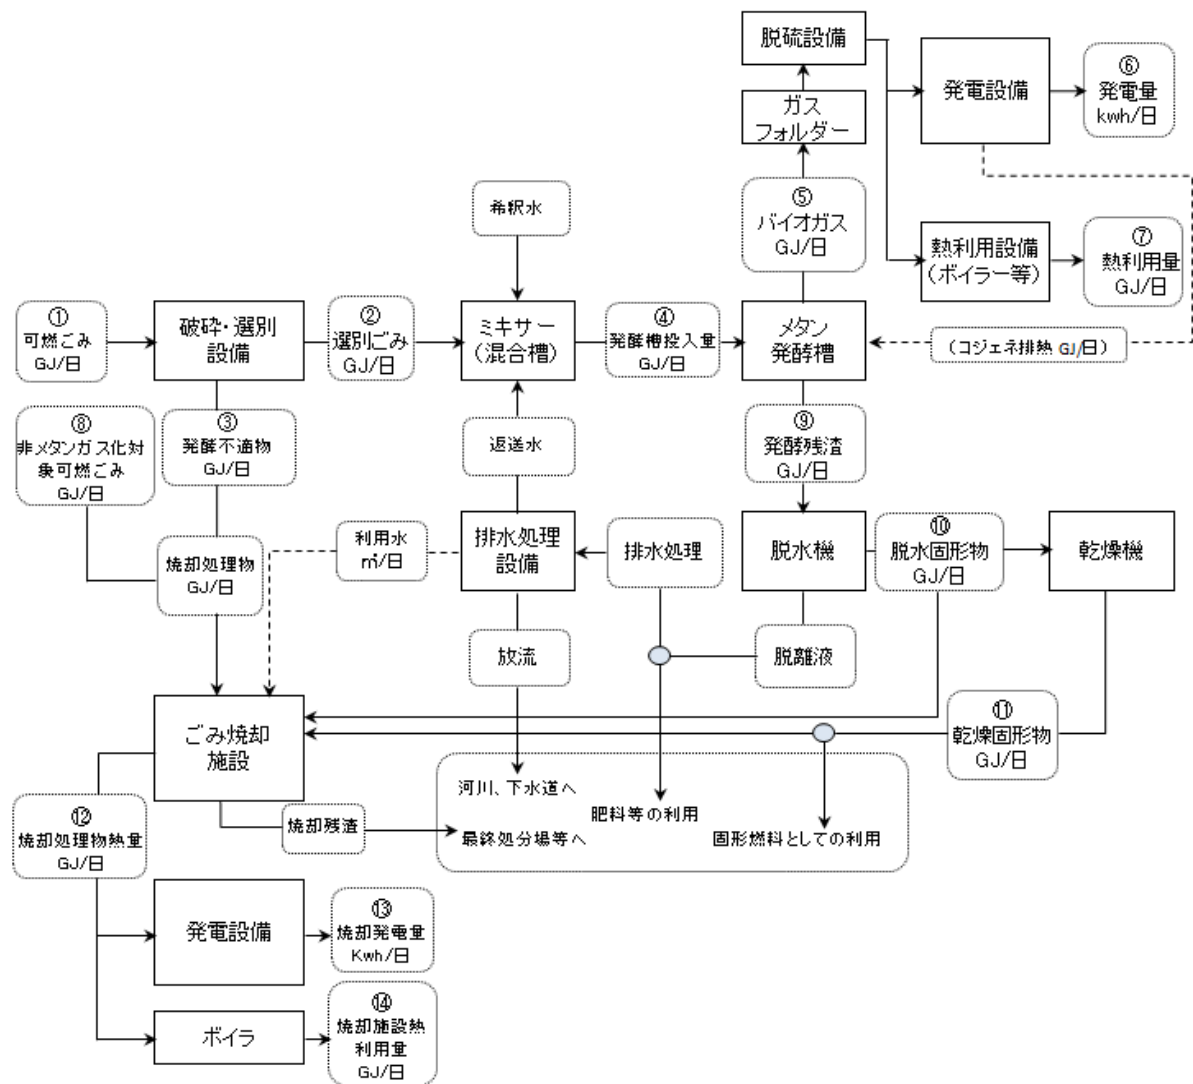 脱硫設備
ガス
フォルダー
発電設備
⑥
発電量
kwh/日
⑤
バイオガス
GJ/日
希釈水
熱利用設備
（ボイラー等）
⑦
熱利用量
GJ/日
①
可燃ごみ
GJ/日
破砕・選別
設備
②
選別ごみ
GJ/日
ミキサー
（混合槽）
④
発酵槽投入量
GJ/日
メタン
発酵槽
（コジェネ排熱 GJ/日）
⑧
非メタンガス化対
象可燃ごみ
GJ/日
③
発酵不適物
GJ/日
返送水
⑨
発酵残渣
GJ/日
焼却処理物
GJ/日
利用水
㎥/日
排水処理
設備
排水処理
脱水機
⑩
脱水固形物
GJ/日
乾燥機
放流
脱離液
ごみ焼却
施設
⑪
乾燥固形物
GJ/日
河川、下水道へ
肥料等の利用
最終処分場等へ
固形燃料としての利用
焼却残渣
⑫
焼却処理物熱量
GJ/日
発電設備
⑬
焼却発電量
Kwh/日
ボイラ
⑭
焼却施設熱
利用量
GJ/日